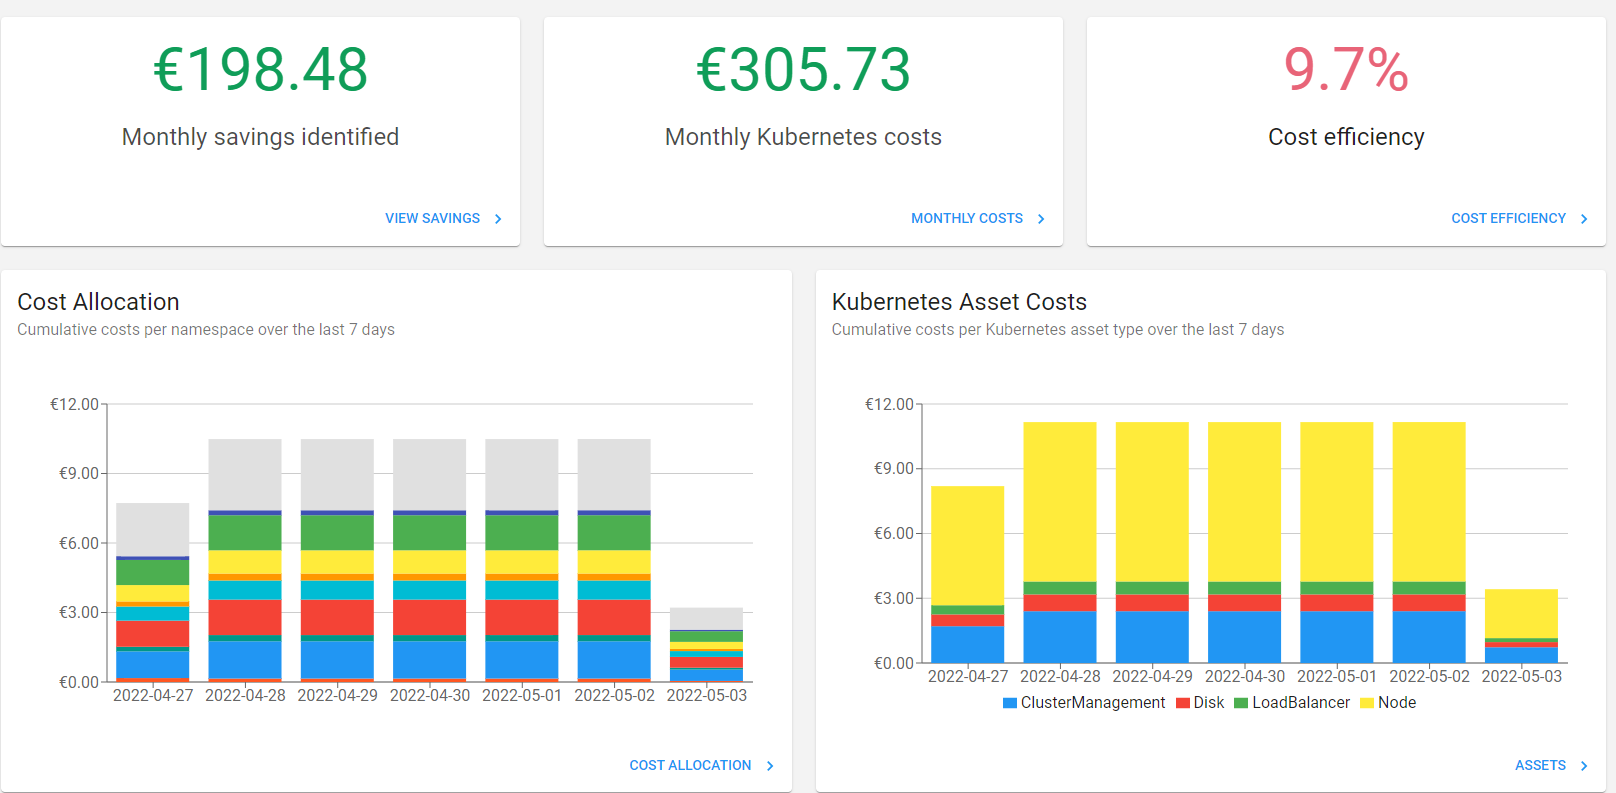 €198.48
Monthly savings identified
VIEW SAVINGS
€305.73
Monthly Kubernetes costs
MONTHLY COSTS
9.7%
Cost efficiency
COST EFFICIENCY
Cost Allocation
Cumulative costs per namespace over the last 7 days
€12.00
€9.00
€6.00
€3.00
€0.00
2022-04-27 2022-04-28 2022-04-29 2022-04-30 2022-05-01 2022-05-02 2022-05-03
COST ALLOCATION
Kubernetes Asset Costs
Cumulative costs per Kubernetes asset type over the last 7 days
€12.00
€9.00
€6.00
€3.00
€0.00
2022-04-27 2022-04-28 2022-04-29 2022-04-30 2022-05-01 2022-05-02 2022-05-03
ClusterManagement Disk LoadBalancer Node
ASSETS